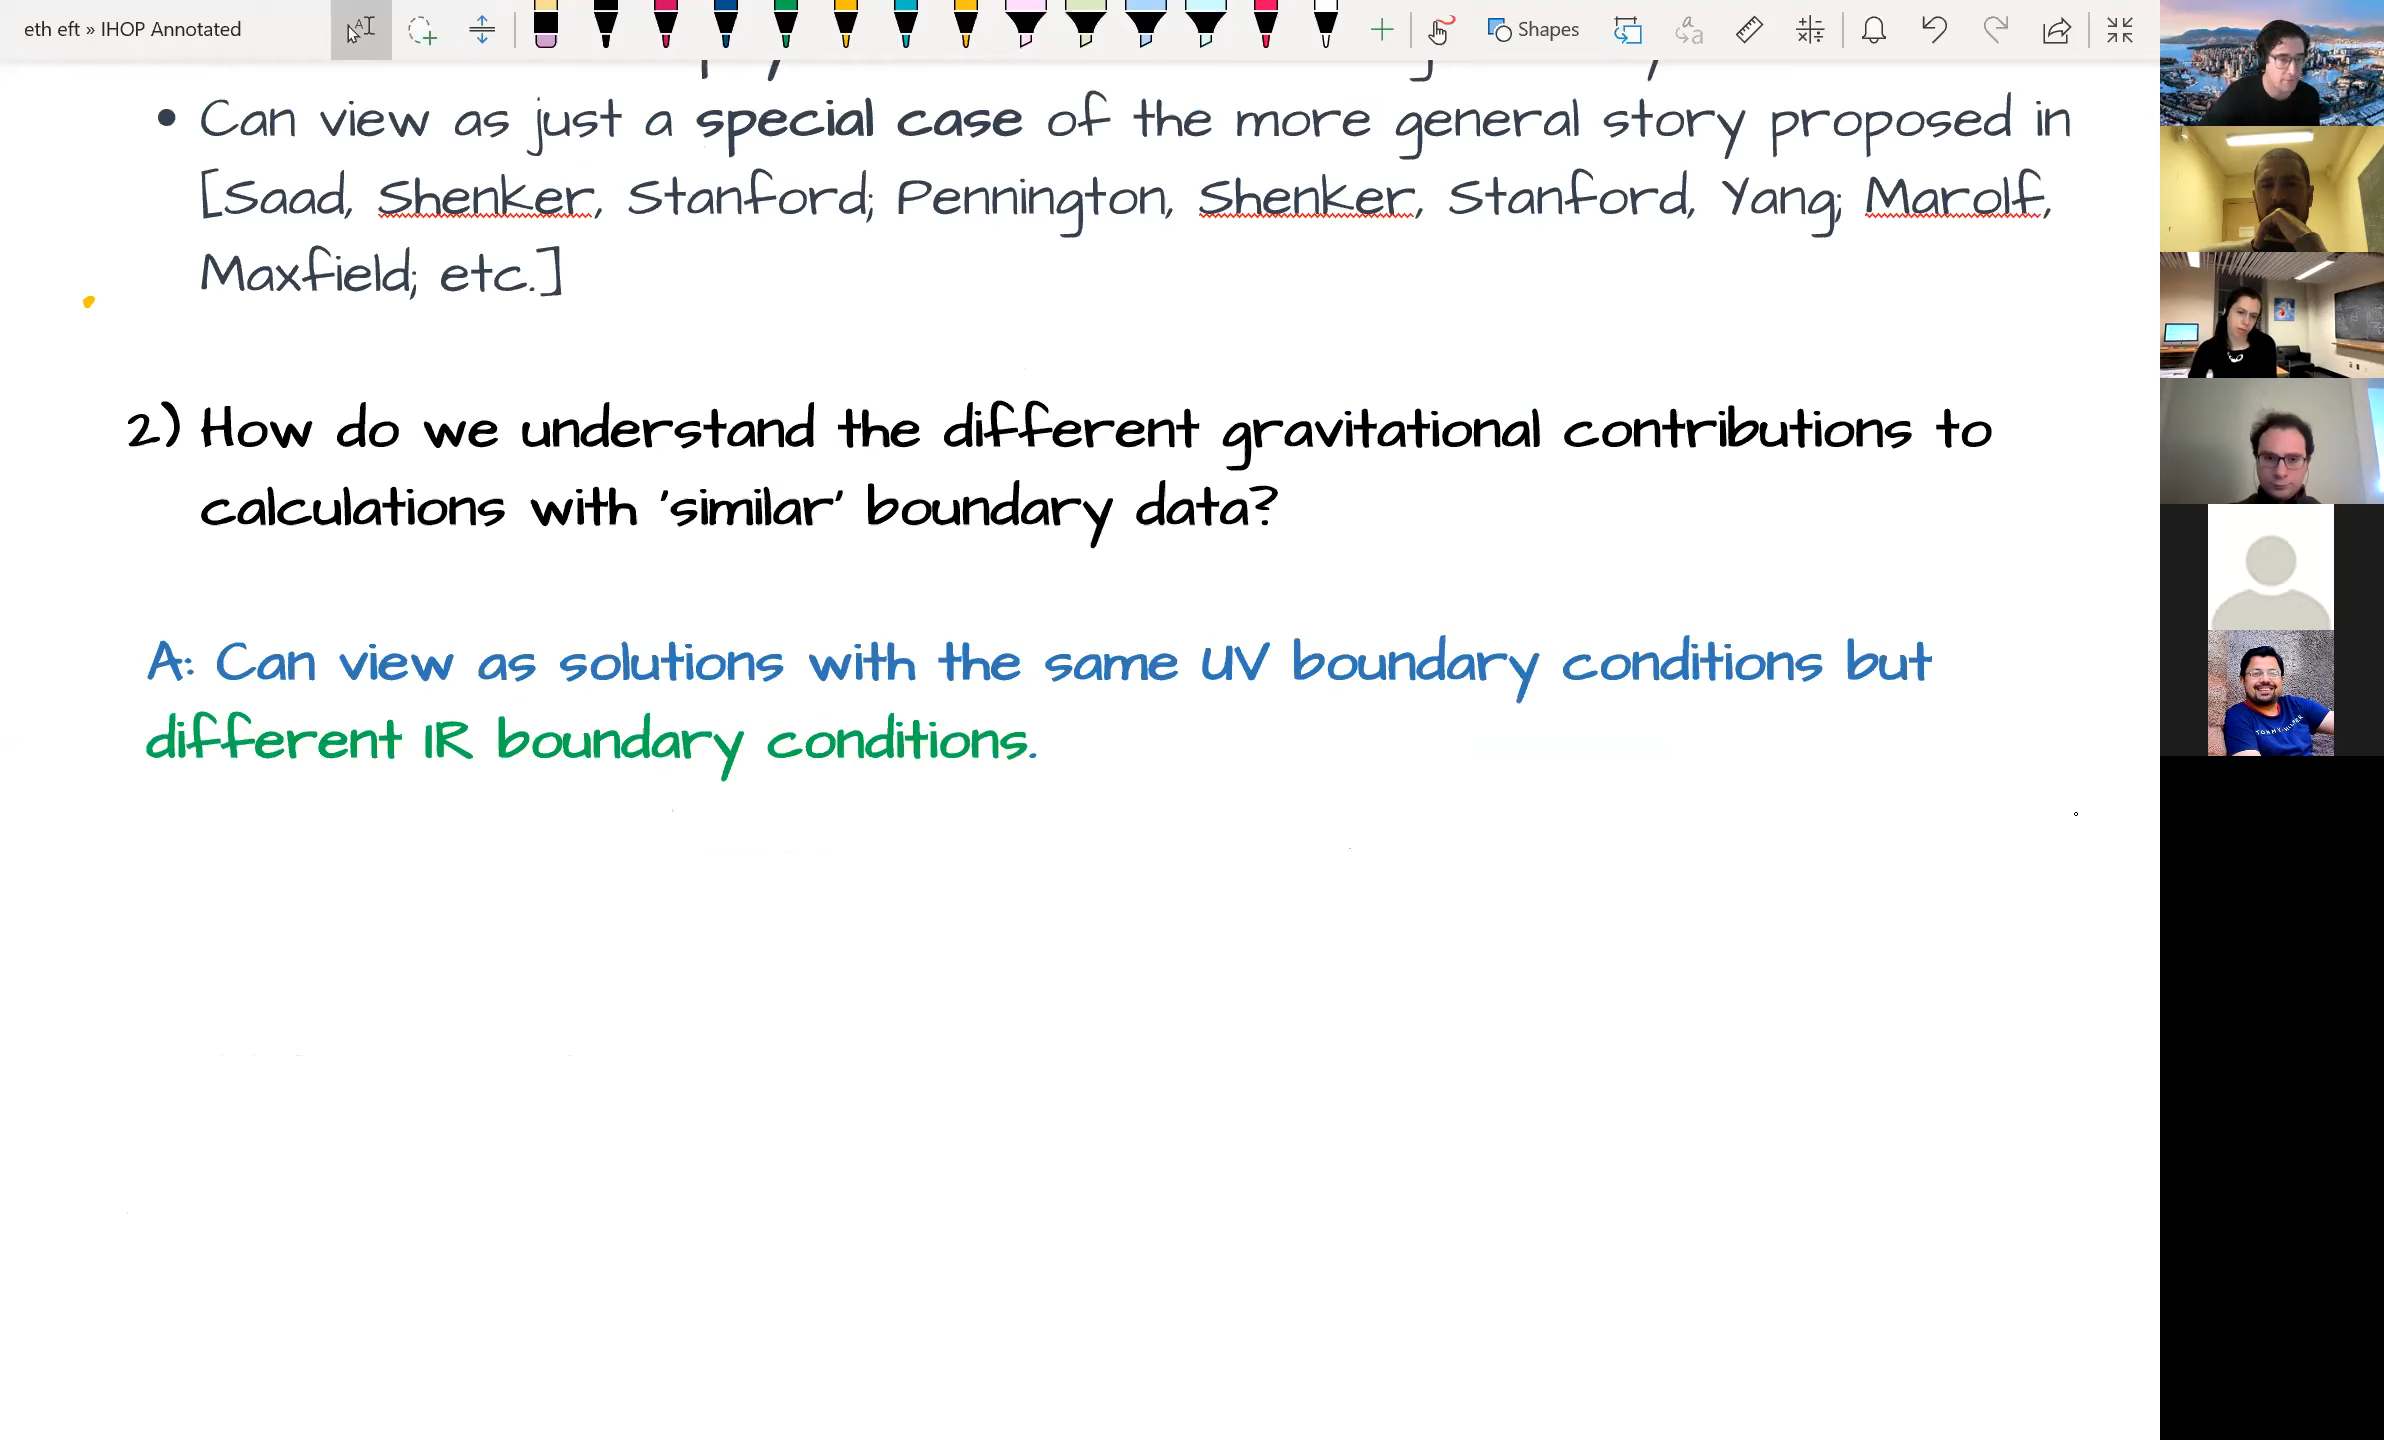 eth eft » IHOP Annotated
Shapes
• Can view as just a special case of the more general story proposed in
[Saad, Shenker, Stanford; Pennington, Shenker, Stanford, Yang; Marolf,
Maxfield; etc.]
2) How do we understand the different gravitational contributions to
calculations with 'similar' boundary data?
A: Can view as solutions with the same UV boundary conditions but
different IR boundary conditions.